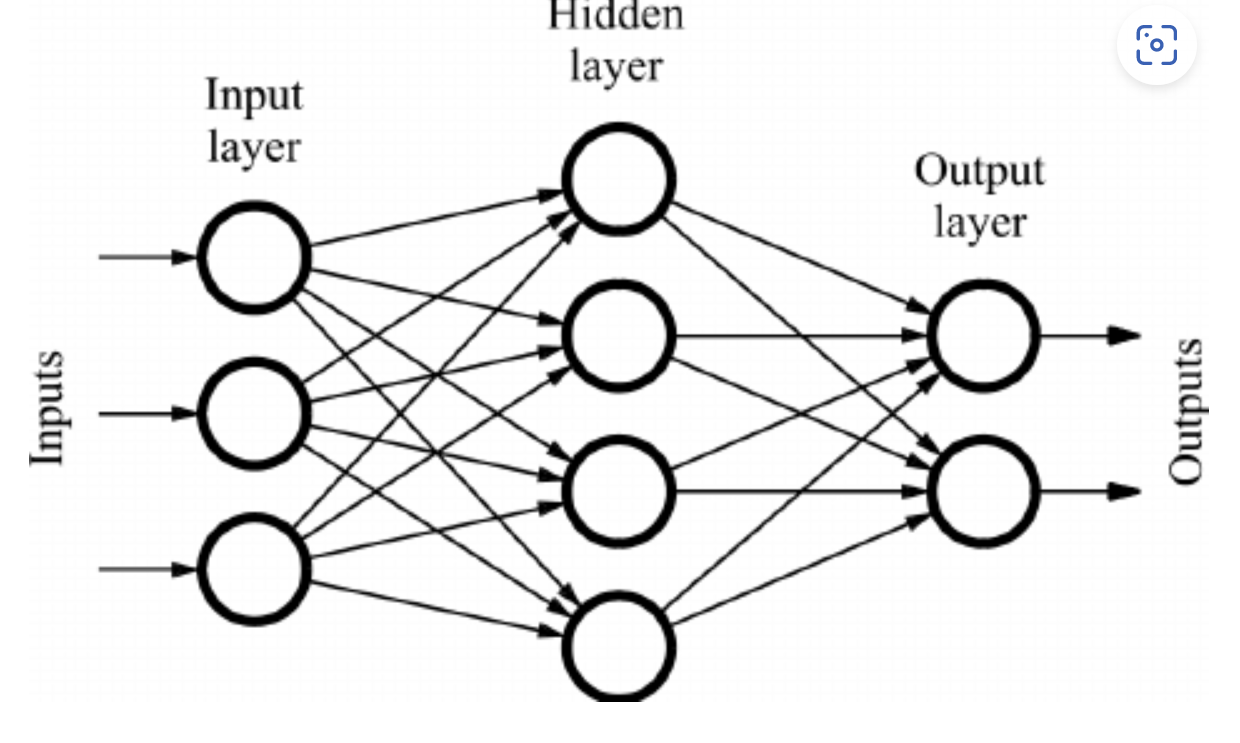 Hidden
layer
Input
layer
Output
layer
Inputs
Outputs